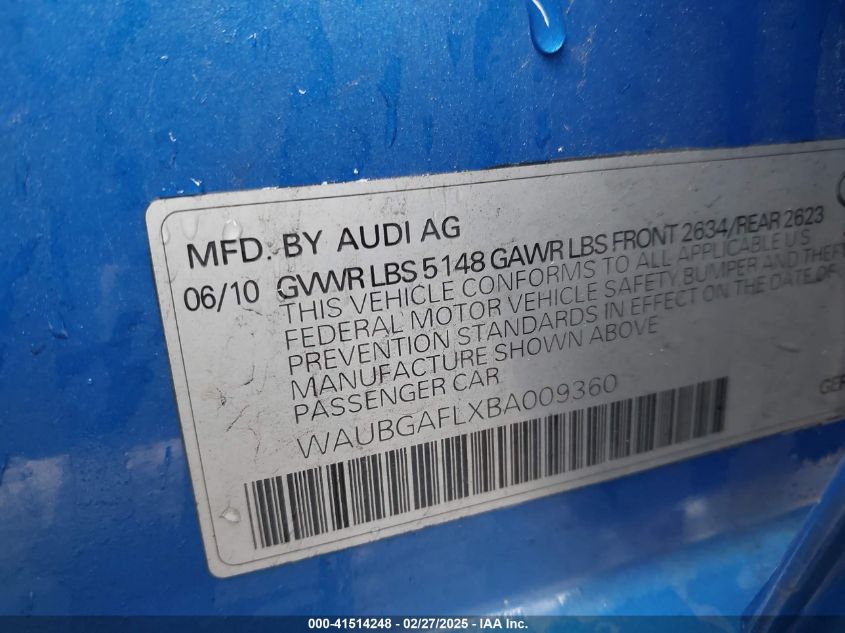 MFD. BY AUDI AG
06/10 GVWR LBS 5148 GAWR LBS FRONT 2634/REAR 2623
THIS VEHICLE CONFORMS TO ALL APPLICABLE U S
FEDERAL MOTOR VEHICLE SAFETY, BUMPER AND THEFT
PREVENTION STANDARDS IN EFFECT ON THE DATE OF
MANUFACTURE SHOWN ABOVE
PASSENGER CAR
WAUBGAFLXBA009360
GER
000-41514248 - 02/27/2025 - IAA Inc.